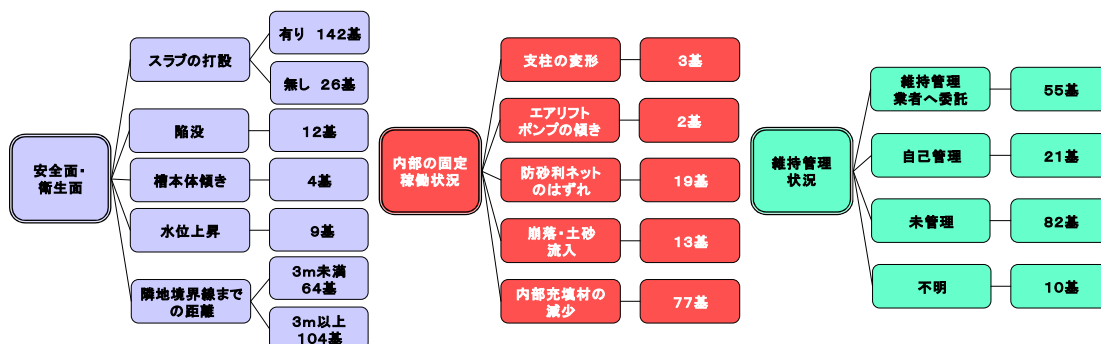 安全面・
衛生面
スラブの打設
有り 142基
無し 26基
陥没
12基
槽本体傾き
4基
水位上昇
9基
隣地境界線まで
の距離
3m未満
64基
3m以上
104基
内部の固定
稼働状況
支柱の変形
3基
エアリフト
ポンプの傾き
2基
防砂利ネット
のはずれ
19基
崩落・土砂
流入
13基
内部充填材の
減少
77基
維持管理
状況
維持管理
業者へ委託
55基
自己管理
21基
未管理
82基
不明
10基